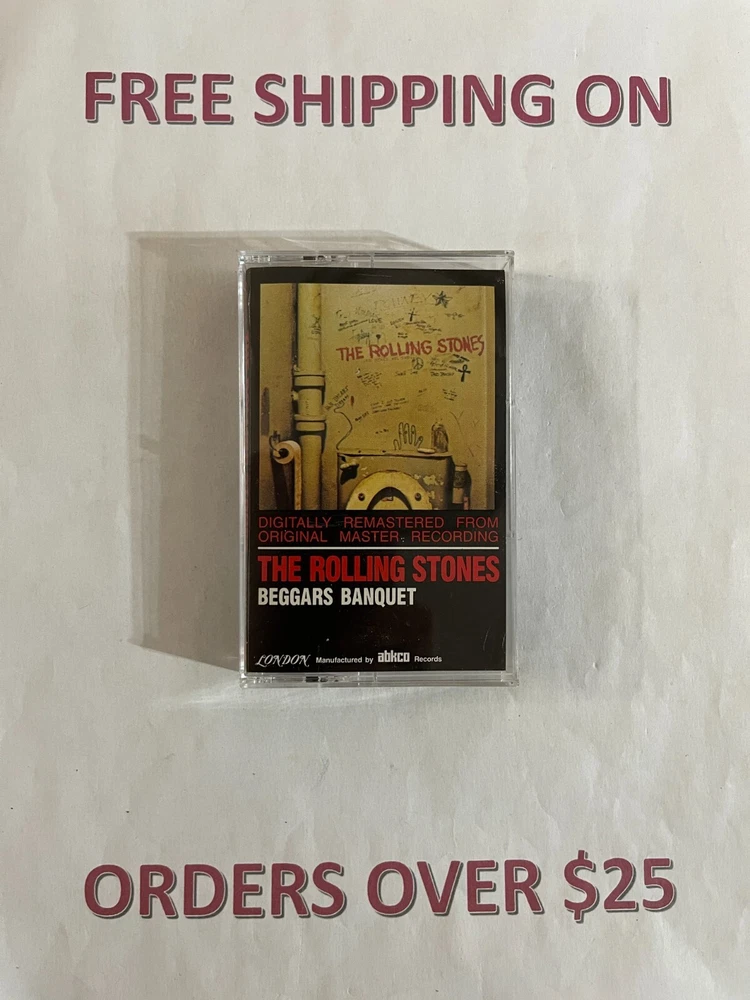 FREE SHIPPING ON
THE ROLLING STONES
DIGITALLY REMASTERED FROM
ORIGINAL MASTER RECORDING
THE ROLLING STONES
BEGGARS BANQUET
LONDON Manufactured by abkco Records
ORDERS OVER $25